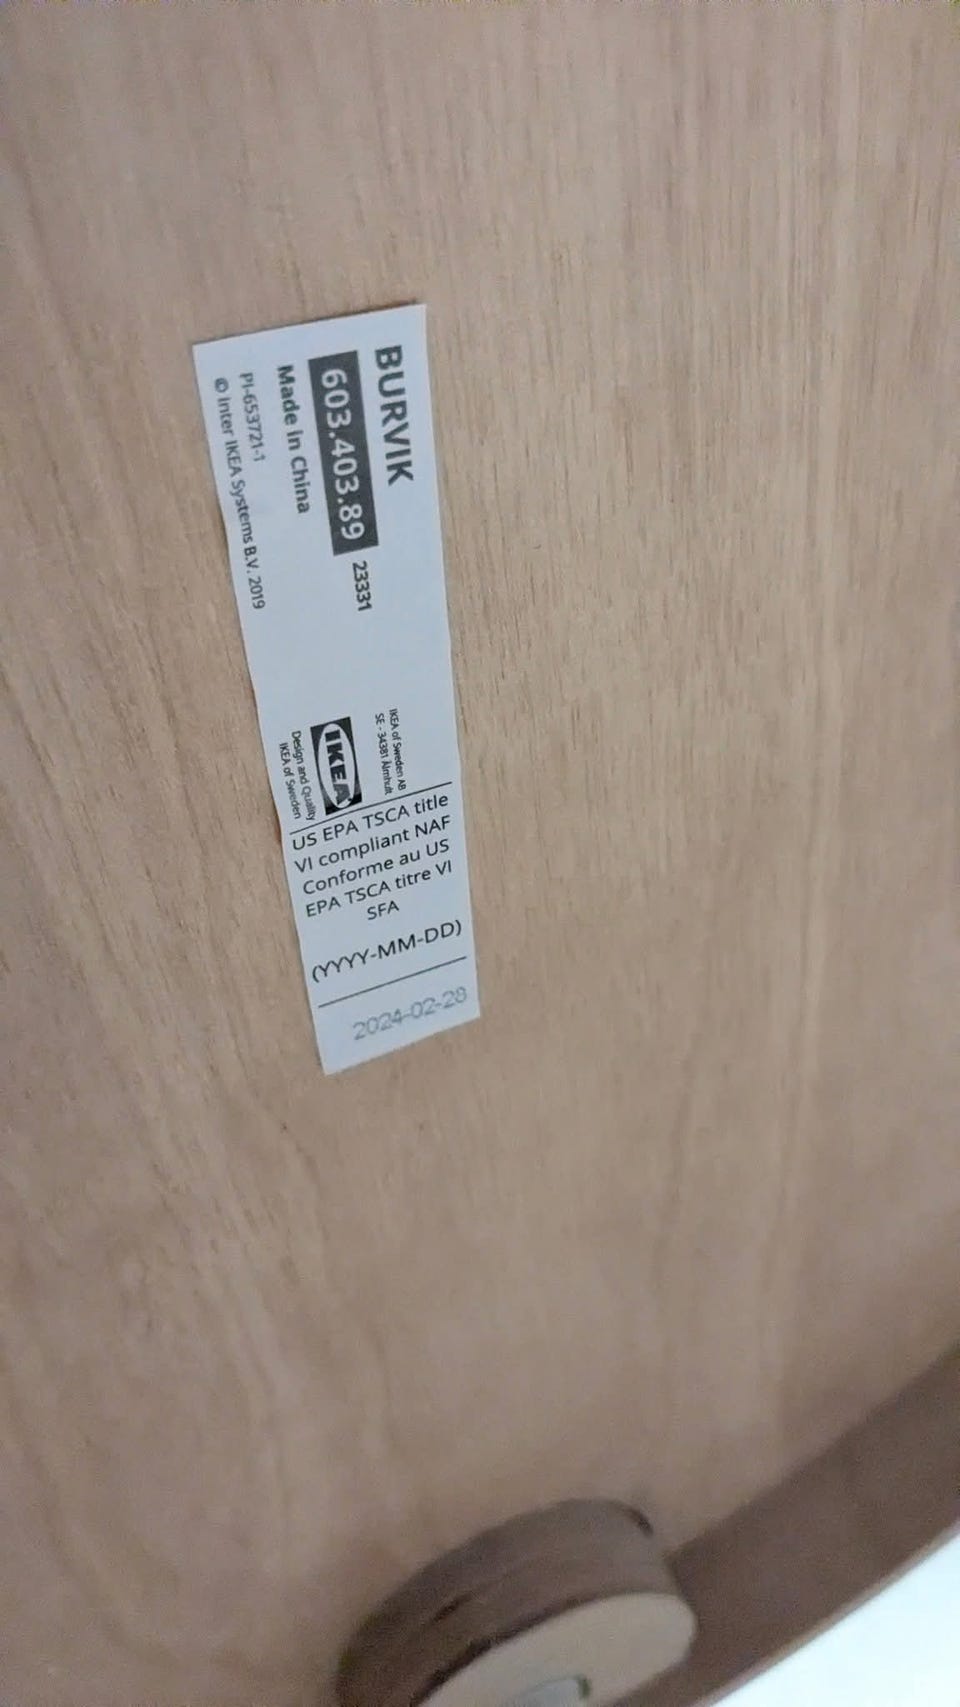 BURVIK
603.403.89 23331
Made in China
PI-653721-1
© Inter IKEA Systems B.V. 2019
IKEA of Sweden AB
SE - 34381 Älmhult
IKEA
Design and Quality
IKEA of Sweden
US EPA TSCA title
VI compliant NAF
Conforme au US
EPA TSCA titre VI
SFA
(YYYY-MM-DD)
2024-02-28